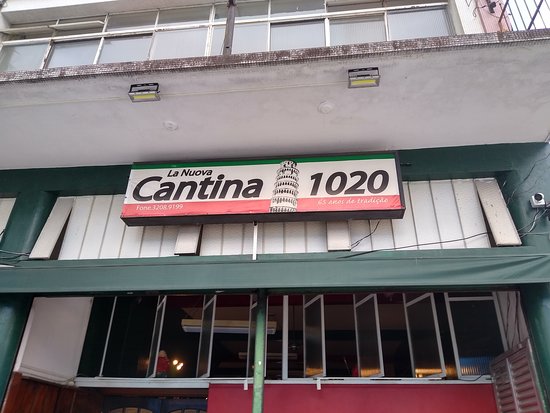 La Nuova
Cantina 1020
Fone.3208.9199
65 anos de tradição